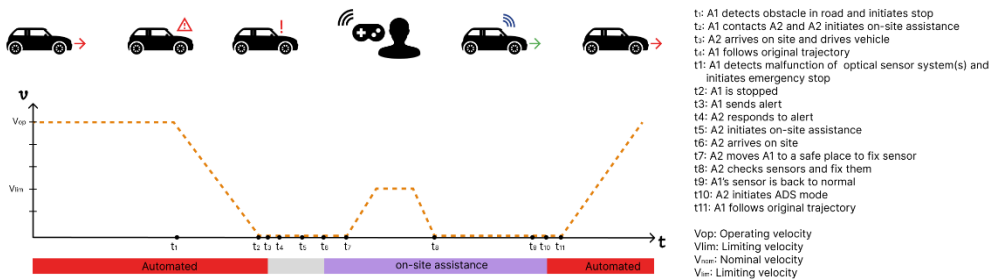 t₁: A1 detects obstacle in road and initiates stop
t₂: A1 contacts A2 and A2 initiates on-site assistance
t₃: A2 arrives on site and drives vehicle
t₄: A1 follows original trajectory
t1: A1 detects malfunction of optical sensor system(s) and
initiates emergency stop
t2: A1 is stopped
t3: A1 sends alert
t4: A2 responds to alert
t5: A2 initiates on-site assistance
t6: A2 arrives on site
t7: A2 moves A1 to a safe place to fix sensor
t8: A2 checks sensors and fix them
t9: A1's sensor is back to normal
t10: A2 initiates ADS mode
t11: A1 follows original trajectory
Vop: Operating velocity
Vlim: Limiting velocity
Vnom: Nominal velocity
Vlim: Limiting velocity
!
v
Vop
Vlim
t₁ t₂ t₃ t₄ t₅ t₆ t₇ t₈ t₉ t₁₀ t₁₁ t
Automated on-site assistance Automated